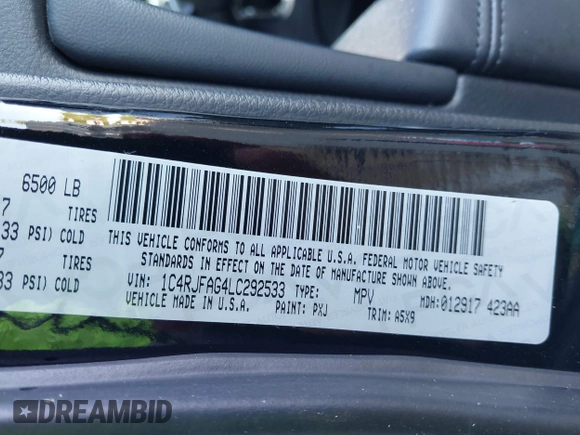 6500 LB
7 TIRES
33 PSI) COLD
7 TIRES
33 PSI) COLD
THIS VEHICLE CONFORMS TO ALL APPLICABLE U.S.A. FEDERAL MOTOR VEHICLE SAFETY
STANDARDS IN EFFECT ON THE DATE OF MANUFACTURE SHOWN ABOVE.
VIN: 1C4RJFAG4LC292533 TYPE: MPV MDH: 012917 423AA
VEHICLE MADE IN U.S.A. PAINT: PXJ TRIM: A5X9
DREAMBID